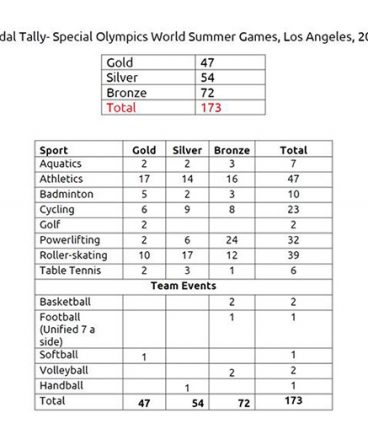 dal Tally- Special Olympics World Summer Games, Los Angeles, 20
Gold 47
Silver 54
Bronze 72
Total 173
Sport Gold Silver Bronze Total
Aquatics 2 2 3 7
Athletics 17 14 16 47
Badminton 5 2 3 10
Cycling 6 9 8 23
Golf 2 2
Powerlifting 2 6 24 32
Roller-skating 10 17 12 39
Table Tennis 2 3 1 6
Team Events
Basketball 2 2
Football 1 1
(Unified 7 a
side)
Softball 1 1
Volleyball 2 2
Handball 1 1
Total 47 54 72 173